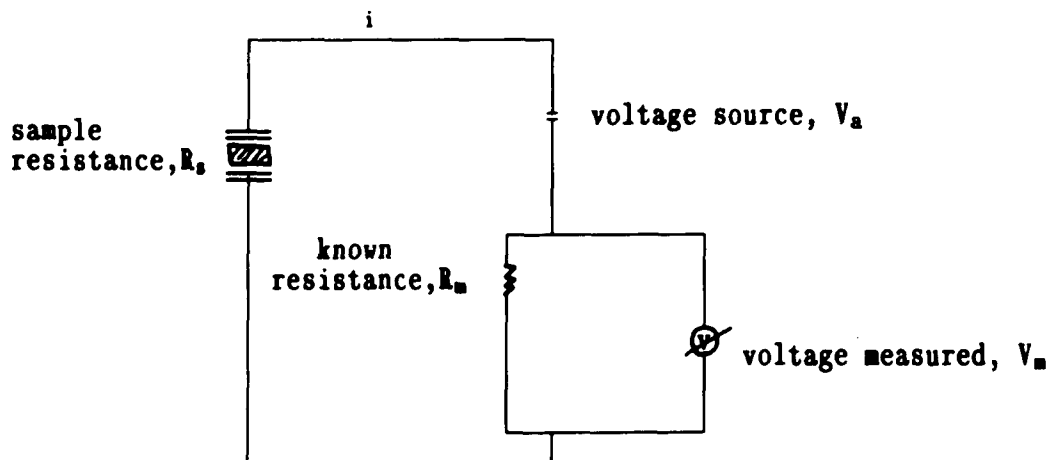 i
sample
resistance,Rs
voltage source, Va
known
resistance,Rm
V
voltage measured, Vm